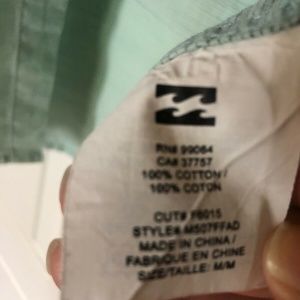 RN# 99064
CA# 37757
100% COTTON /
100% COTON
CUT# Y6015
STYLE# M507FFAD
MADE IN CHINA /
FABRIQUE EN CHINE
SIZE/TAILLE: M/M